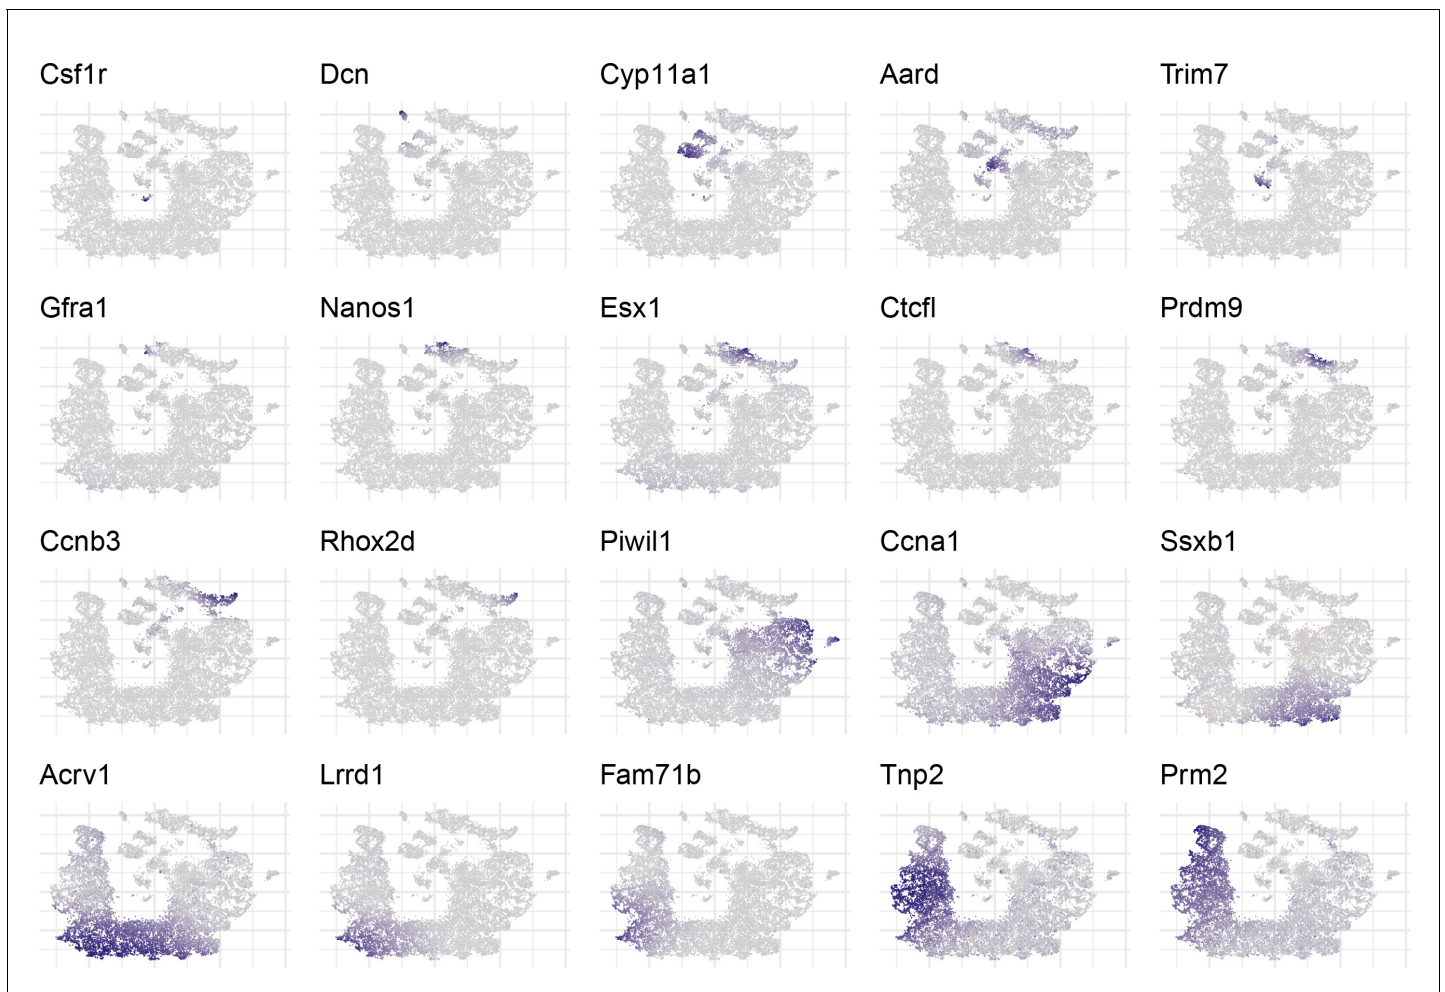 Csf1r Dcn Cyp11a1 Aard Trim7
Gfra1 Nanos1 Esx1 Ctcfl Prdm9
Ccnb3 Rhox2d Piwil1 Ccna1 Ssxb1
Acrv1 Lrrd1 Fam71b Tnp2 Prm2